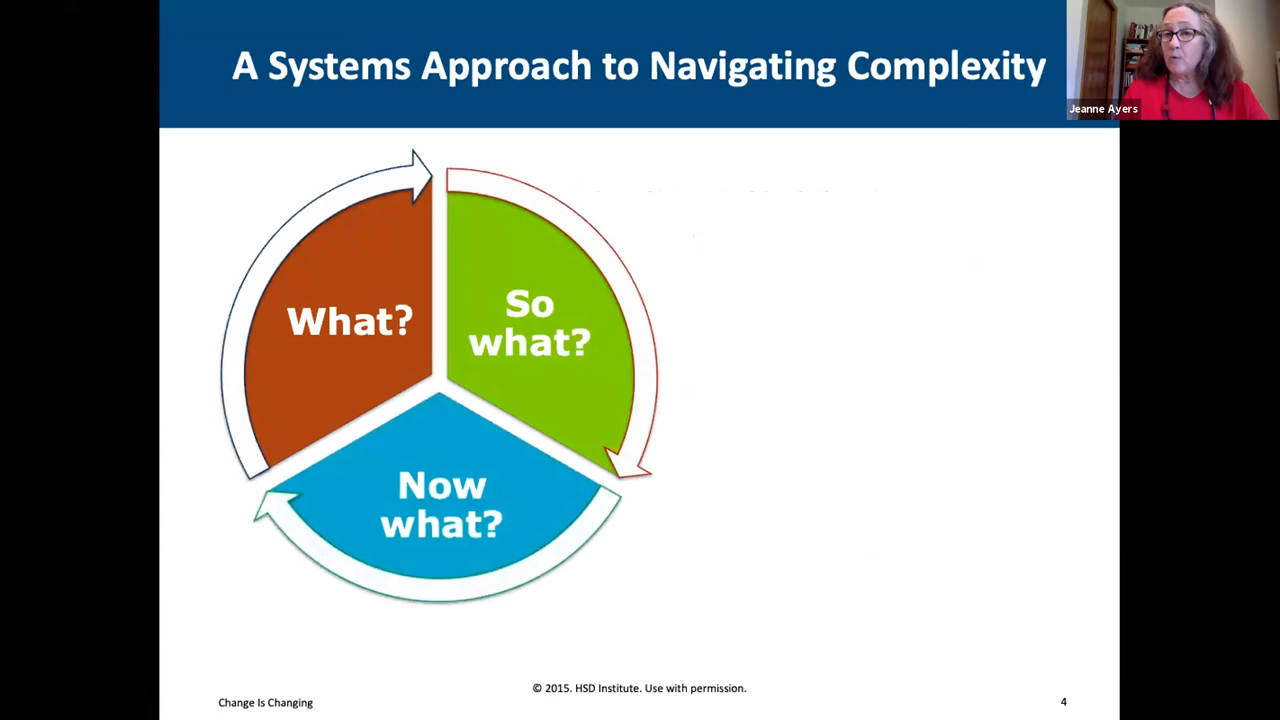 A Systems Approach to Navigating Complexity
Jeanne Ayers
What?
So
what?
Now
what?
© 2015. HSD Institute. Use with permission.
Change Is Changing
4